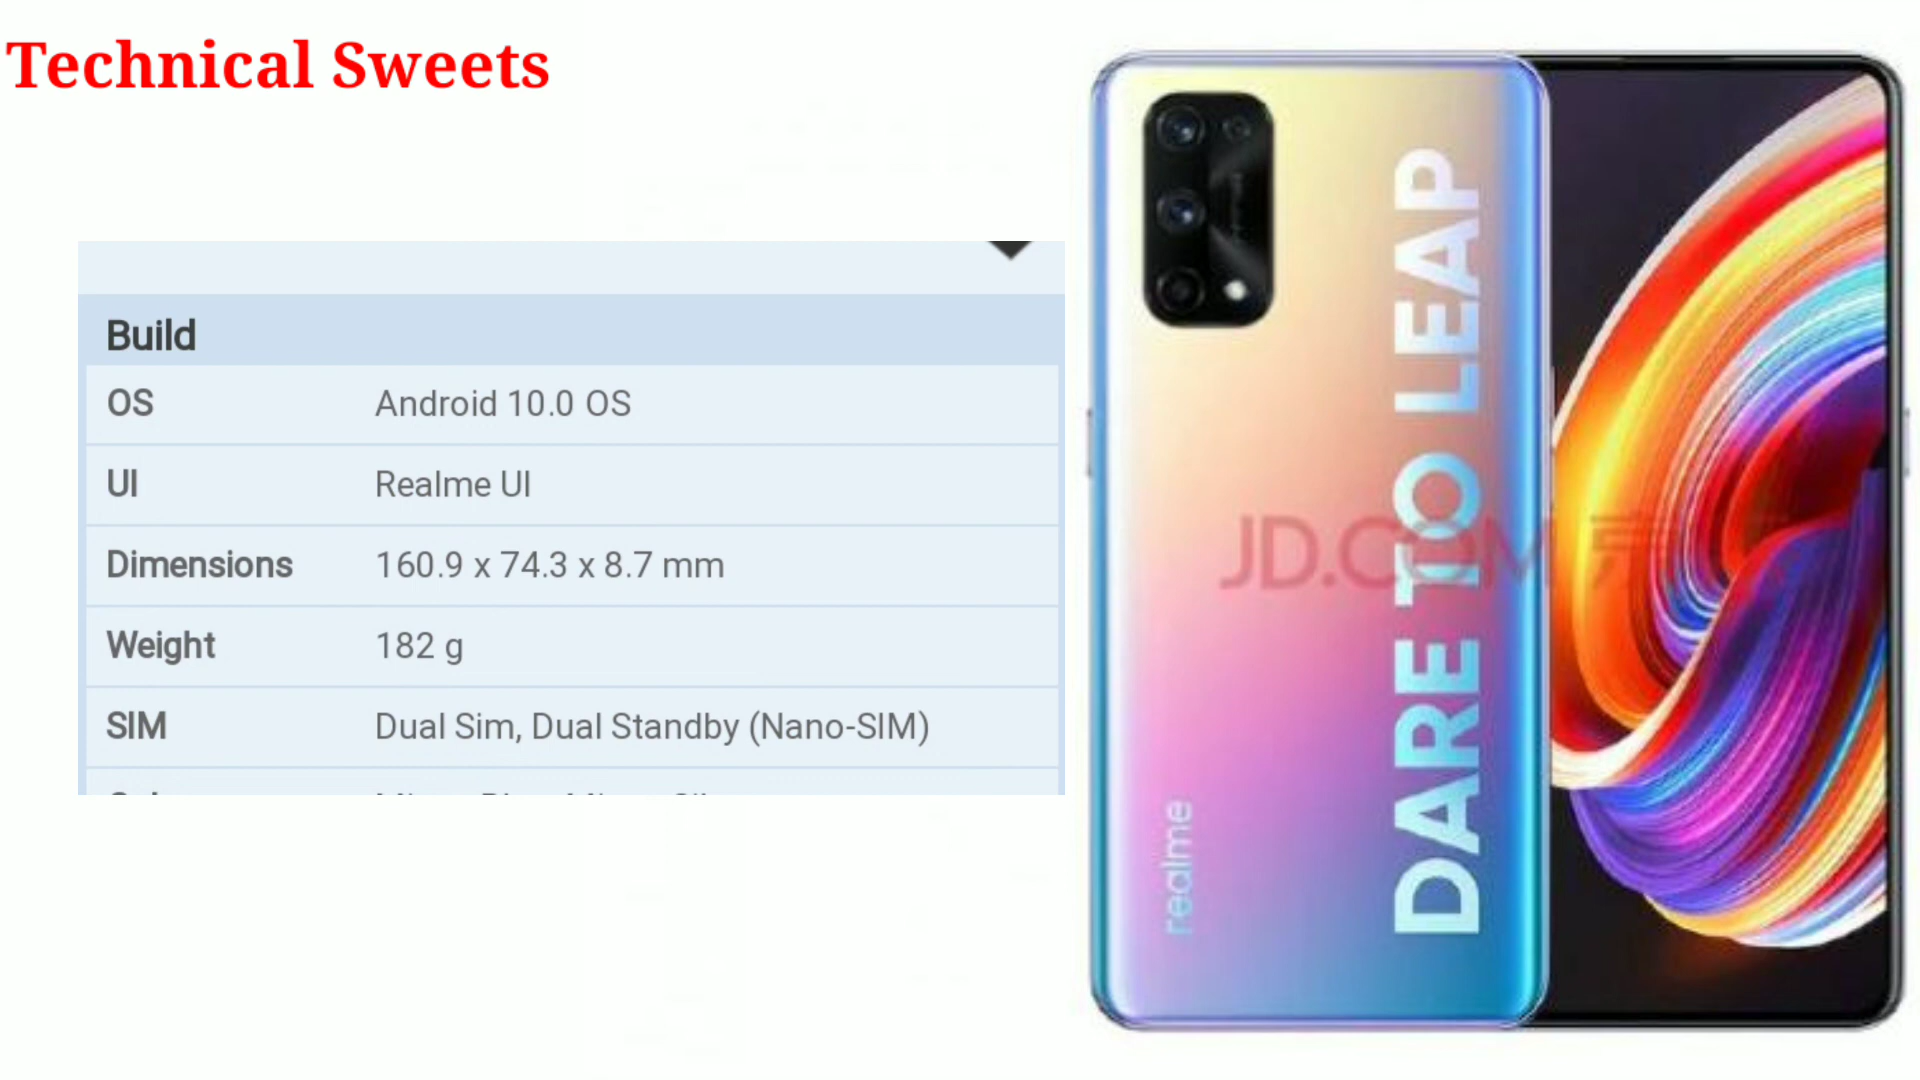 Technical Sweets
Build
OS Android 10.0 OS
UI Realme UI
Dimensions 160.9 x 74.3 x 8.7 mm
Weight 182 g
SIM Dual Sim, Dual Standby (Nano-SIM)
DARE TO LEAP
realme
JD.COM 京